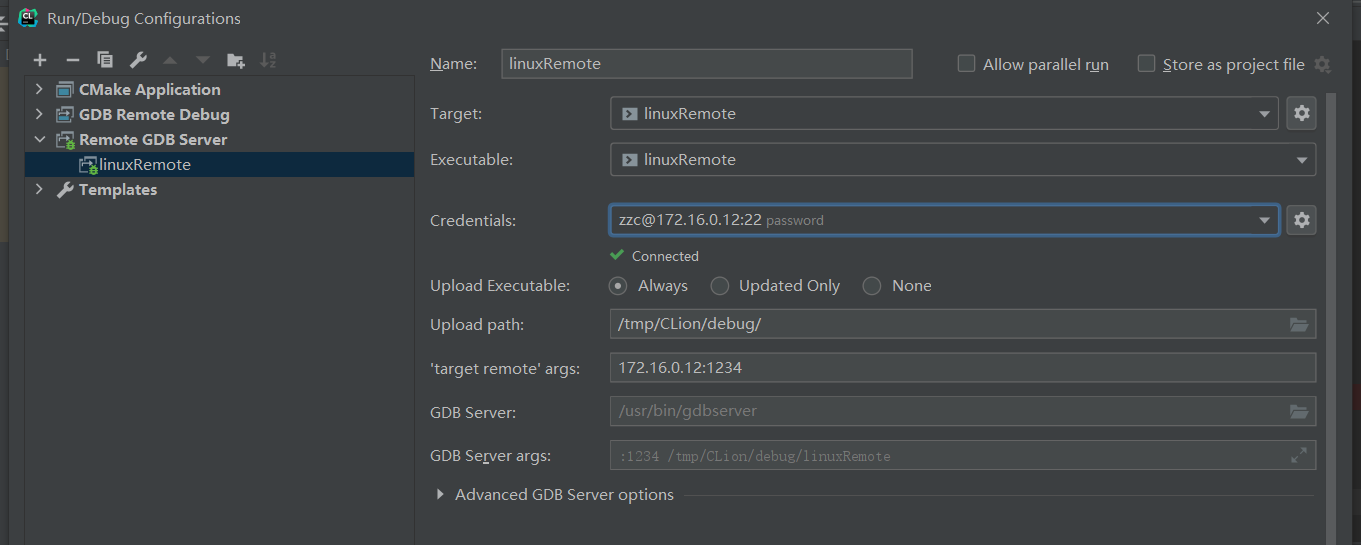 CL
Run/Debug Configurations
Name:
linuxRemote
Allow parallel run
Store as project file
CMake Application
GDB Remote Debug
Remote GDB Server
linuxRemote
Templates
Target:
linuxRemote
Executable:
linuxRemote
Credentials:
zzc@172.16.0.12:22 password
Connected
Upload Executable:
Always
Updated Only
None
Upload path:
/tmp/CLion/debug/
'target remote' args:
172.16.0.12:1234
GDB Server:
/usr/bin/gdbserver
GDB Server args:
:1234 /tmp/CLion/debug/linuxRemote
Advanced GDB Server options